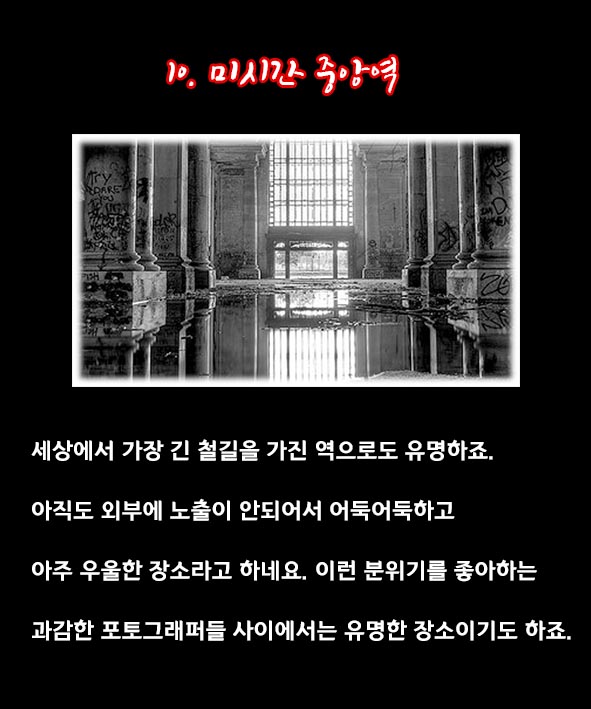 10. 미시간 중앙역
TRY
DARE
YOU
세상에서 가장 긴 철길을 가진 역으로도 유명하죠.
아직도 외부에 노출이 안되어서 어둑어둑하고
아주 우울한 장소라고 하네요. 이런 분위기를 좋아하는
과감한 포토그래퍼들 사이에서는 유명한 장소이기도 하죠.